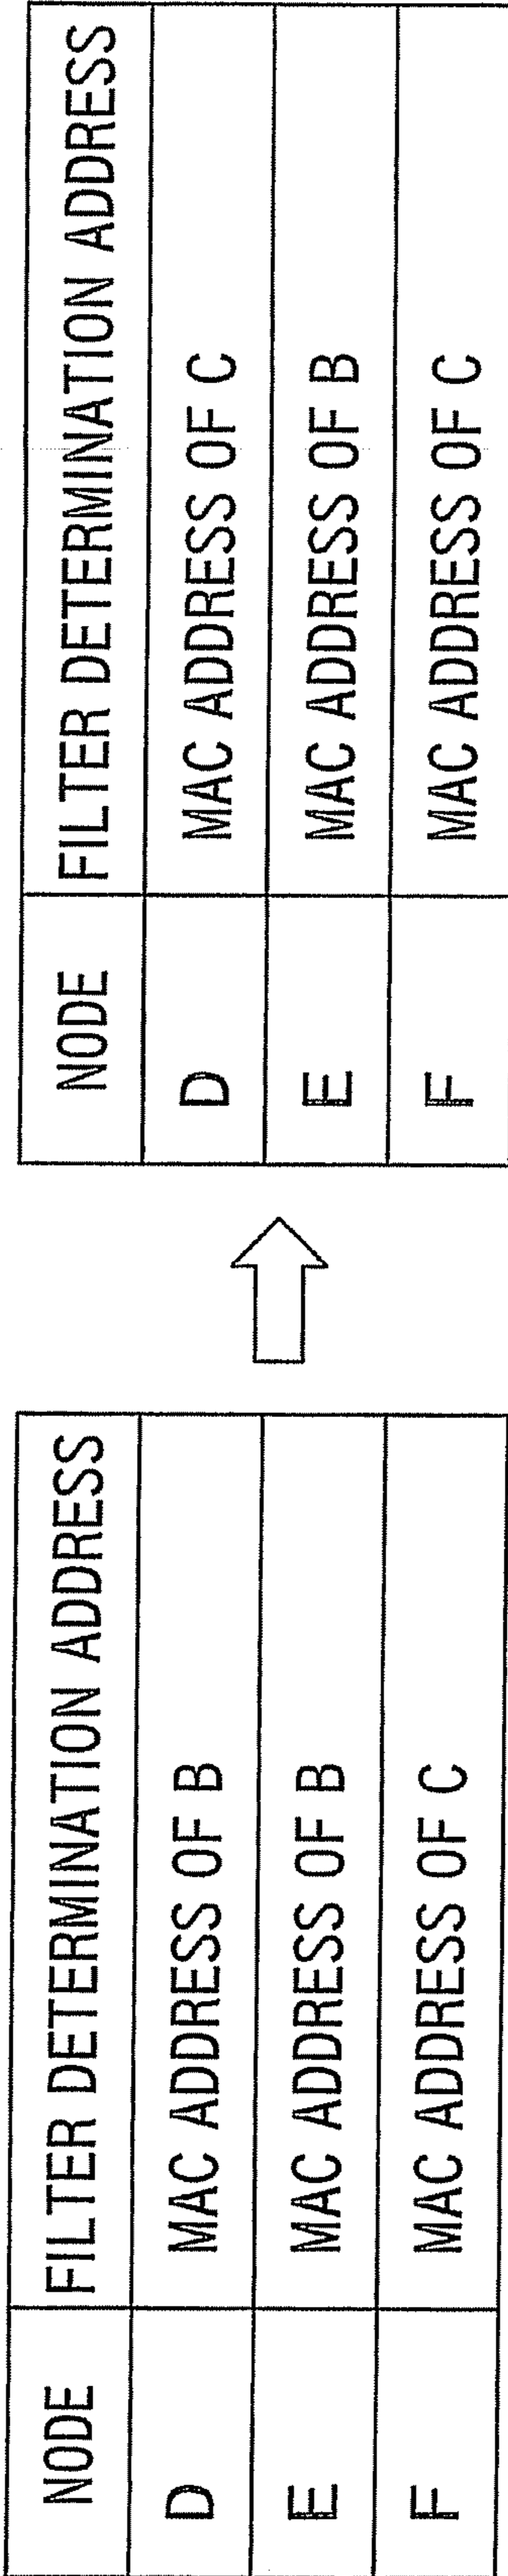 NODE FILTER DETERMINATION ADDRESS
D MAC ADDRESS OF B
E MAC ADDRESS OF B
F MAC ADDRESS OF C
NODE FILTER DETERMINATION ADDRESS
D MAC ADDRESS OF C
E MAC ADDRESS OF B
F MAC ADDRESS OF C